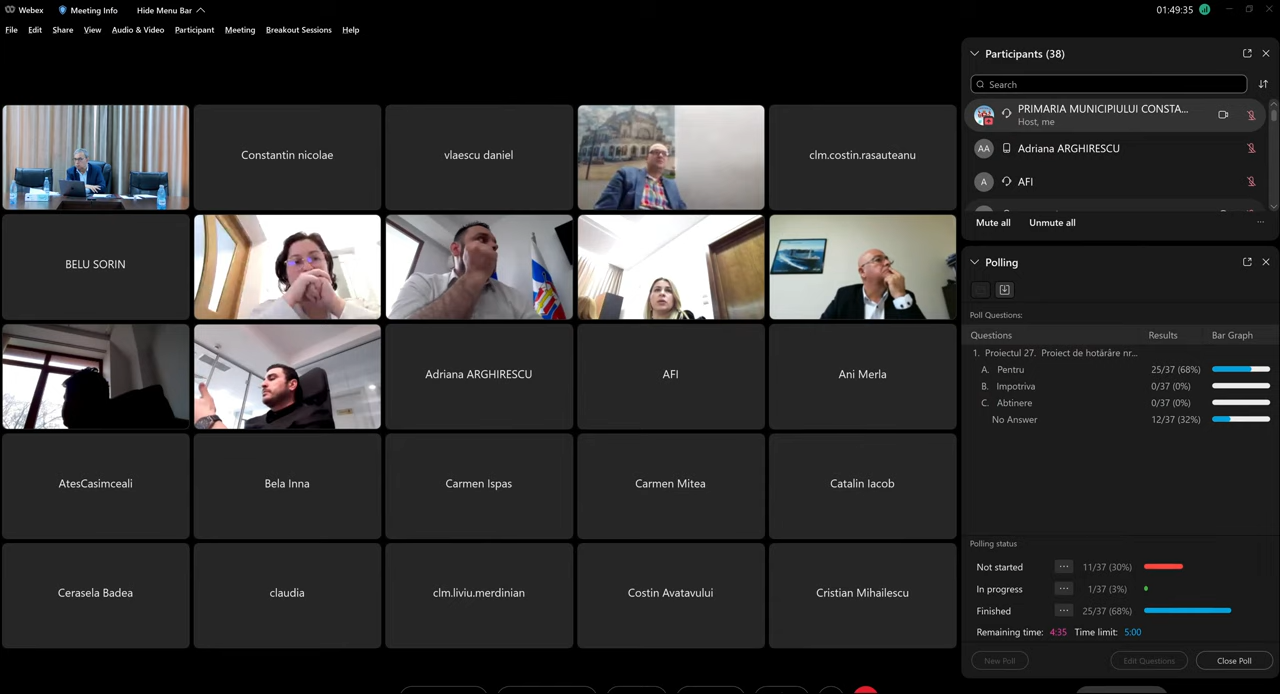 Webex
Meeting Info
Hide Menu Bar
01:49:35
File Edit Share View Audio & Video Participant Meeting Breakout Sessions Help
Constantin nicolae
vlaescu daniel
clm.costin.rasauteanu
BELU SORIN
Adriana ARGHIRESCU
AFI
Ani Merla
AtesCasimceali
Bela Inna
Carmen Ispas
Carmen Mitea
Catalin Iacob
Cerasela Badea
claudia
clm.liviu.merdinian
Costin Avatavului
Cristian Mihailescu
Participants (38)
Search
PRIMARIA MUNICIPIULUI CONSTA...
Host, me
AA Adriana ARGHIRESCU
A AFI
Mute all Unmute all
Polling
Poll Questions:
Questions Results Bar Graph
1. Proiectul 27. Proiect de hotărâre nr...
A. Pentru 25/37 (68%)
B. Impotriva 0/37 (0%)
C. Abtinere 0/37 (0%)
No Answer 12/37 (32%)
Polling status
Not started 11/37 (30%)
In progress 1/37 (3%)
Finished 25/37 (68%)
Remaining time: 4:35 Time limit: 5:00
New Poll Edit Questions Close Poll